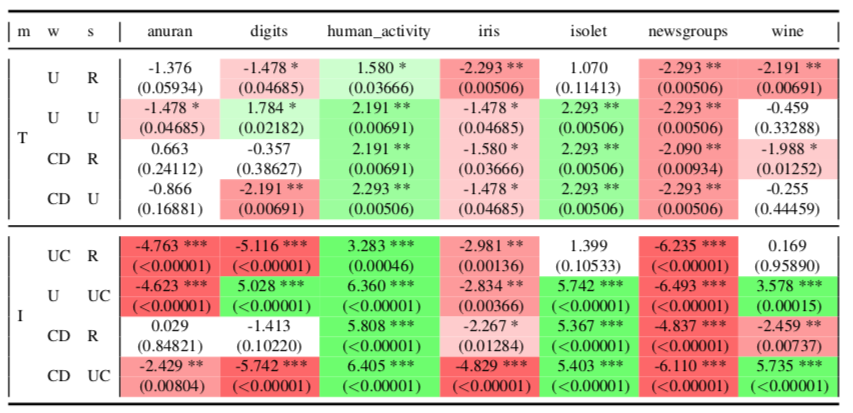 m w s anuran digits human_activity iris isolet newsgroups wine
U R -1.376 -1.478 * 1.580 * -2.293 ** 1.070 -2.293 ** -2.191 **
(0.05934) (0.04685) (0.03666) (0.00506) (0.11413) (0.00506) (0.00691)
U U -1.478 * 1.784 * 2.191 ** -1.478 * 2.293 ** -2.293 ** -0.459
(0.04685) (0.02182) (0.00691) (0.04685) (0.00506) (0.00506) (0.33288)
T
CD R 0.663 -0.357 2.191 ** -1.580 * 2.293 ** -2.090 ** -1.988 *
(0.24112) (0.38627) (0.00691) (0.03666) (0.00506) (0.00934) (0.01252)
CD U -0.866 -2.191 ** 2.293 ** -1.478 * 2.293 ** -2.293 ** -0.255
(0.16881) (0.00691) (0.00506) (0.04685) (0.00506) (0.00506) (0.44459)
UC R -4.763 *** -5.116 *** 3.283 *** -2.981 ** 1.399 -6.235 *** 0.169
(<0.00001) (<0.00001) (0.00046) (0.00136) (0.10533) (<0.00001) (0.95890)
U UC -4.623 *** 5.028 *** 6.360 *** -2.834 ** 5.742 *** -6.493 *** 3.578 ***
(<0.00001) (<0.00001) (<0.00001) (0.00366) (<0.00001) (<0.00001) (0.00015)
I
CD R 0.029 -1.413 5.808 *** -2.267 * 5.367 *** -4.837 *** -2.459 **
(0.84821) (0.10220) (<0.00001) (0.01284) (<0.00001) (<0.00001) (0.00737)
CD UC -2.429 ** -5.742 *** 6.405 *** -4.829 *** 5.403 *** -6.110 *** 5.735 ***
(0.00804) (<0.00001) (<0.00001) (<0.00001) (<0.00001) (<0.00001) (<0.00001)